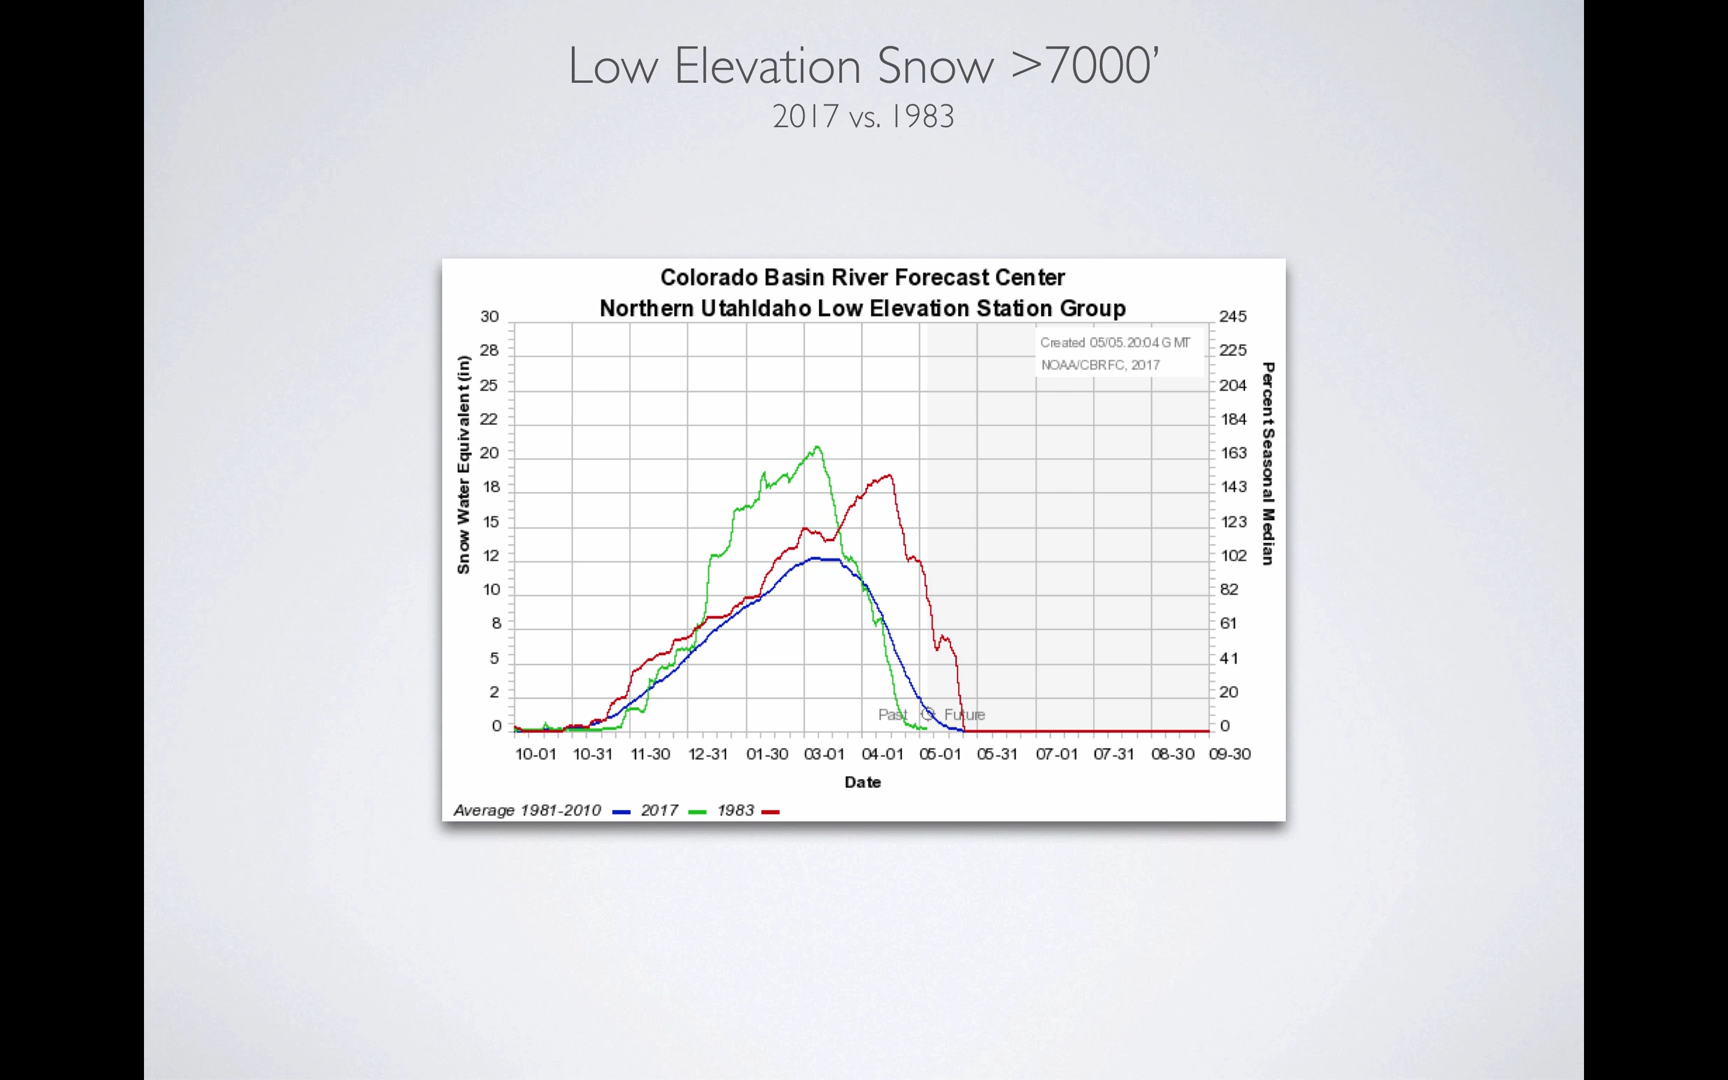 Low Elevation Snow >7000’
2017 vs. 1983
Colorado Basin River Forecast Center
Northern UtahIdaho Low Elevation Station Group
30
28
25
22
20
18
15
12
10
8
5
2
0
Snow Water Equivalent (in)
245
225
204
184
163
143
123
102
82
61
41
20
0
Percent Seasonal Median
Created 05/05.20:04 GMT
NOAA/CBRFC, 2017
Past Future
10-01 10-31 11-30 12-31 01-30 03-01 04-01 05-01 05-31 07-01 07-31 08-30 09-30
Date
Average 1981-2010 2017 1983